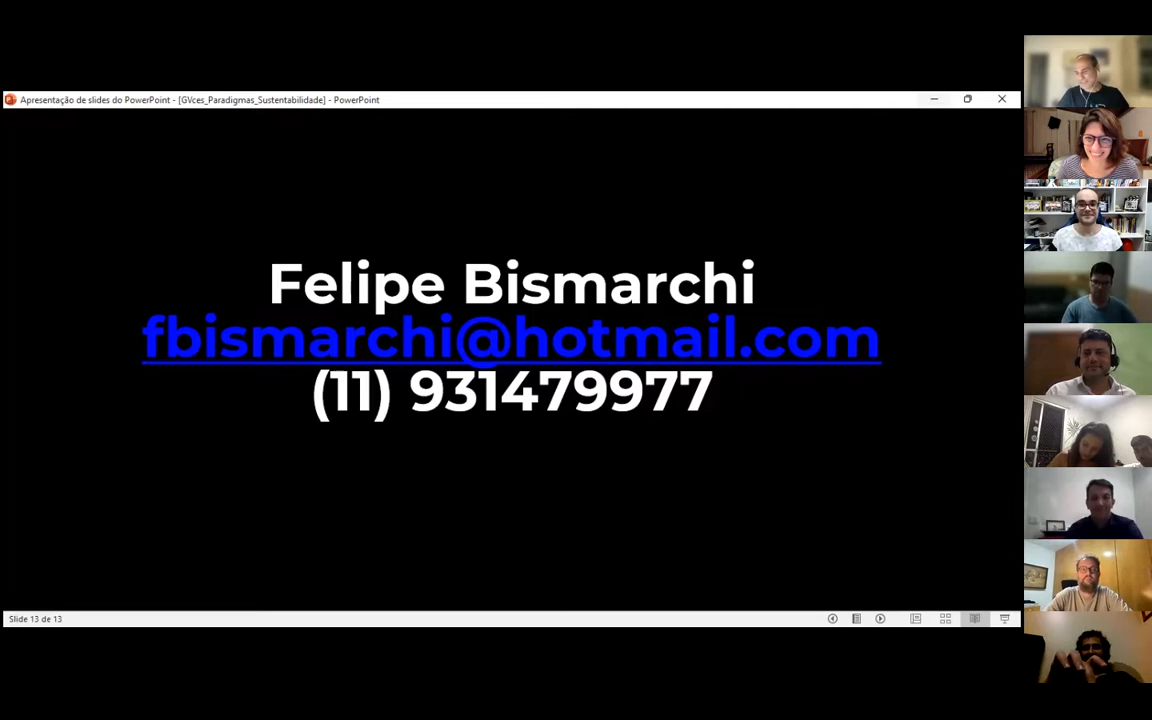 Apresentação de slides do PowerPoint - [GVces_Paradigmas_Sustentabilidade] - PowerPoint
Felipe Bismarchi
fbismarchi@hotmail.com
(11) 931479977
Slide 13 de 13